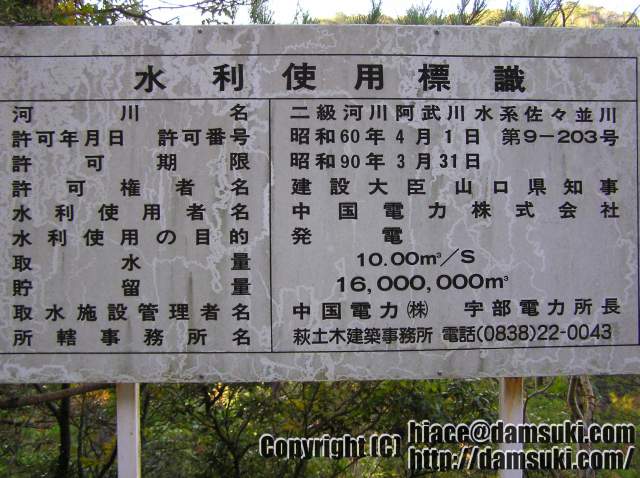 水利使用標識
河川名 二級河川阿武川水系佐々並川
許可年月日 許可番号 昭和60年4月1日 第9-203号
許可期限 昭和90年3月31日
許可権者名 建設大臣山口県知事
水利使用者名 中国電力株式会社
水利使用の目的 発電
取水量 10.00m³/S
貯留量 16,000,000m³
取水施設管理者名 中国電力(株) 宇部電力所長
所轄事務所名 萩土木建築事務所 電話(0838)22-0043
Copyright (C) hiace@damsuki.com
http://damsuki.com/